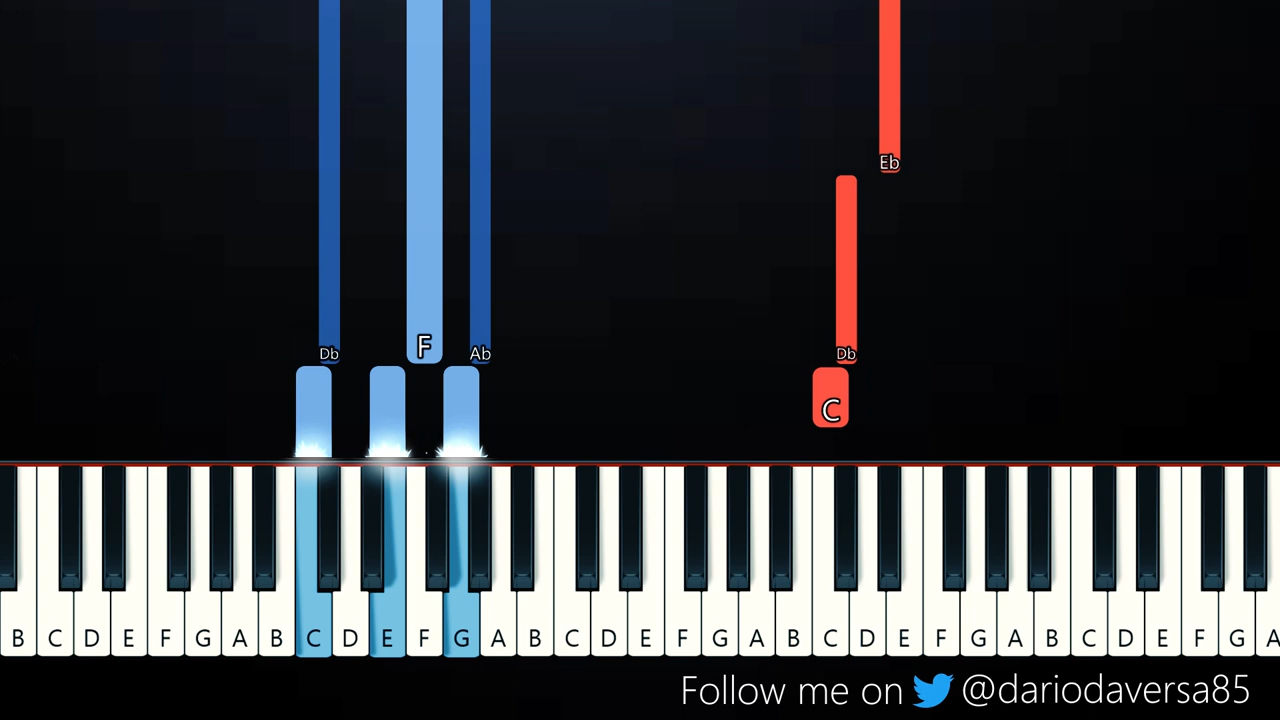 Eb
Db F Ab Db
C
B C D E F G A B C D E F G A B C D E F G A B C D E F G A B C D E F G A
Follow me on @dariodaversa85